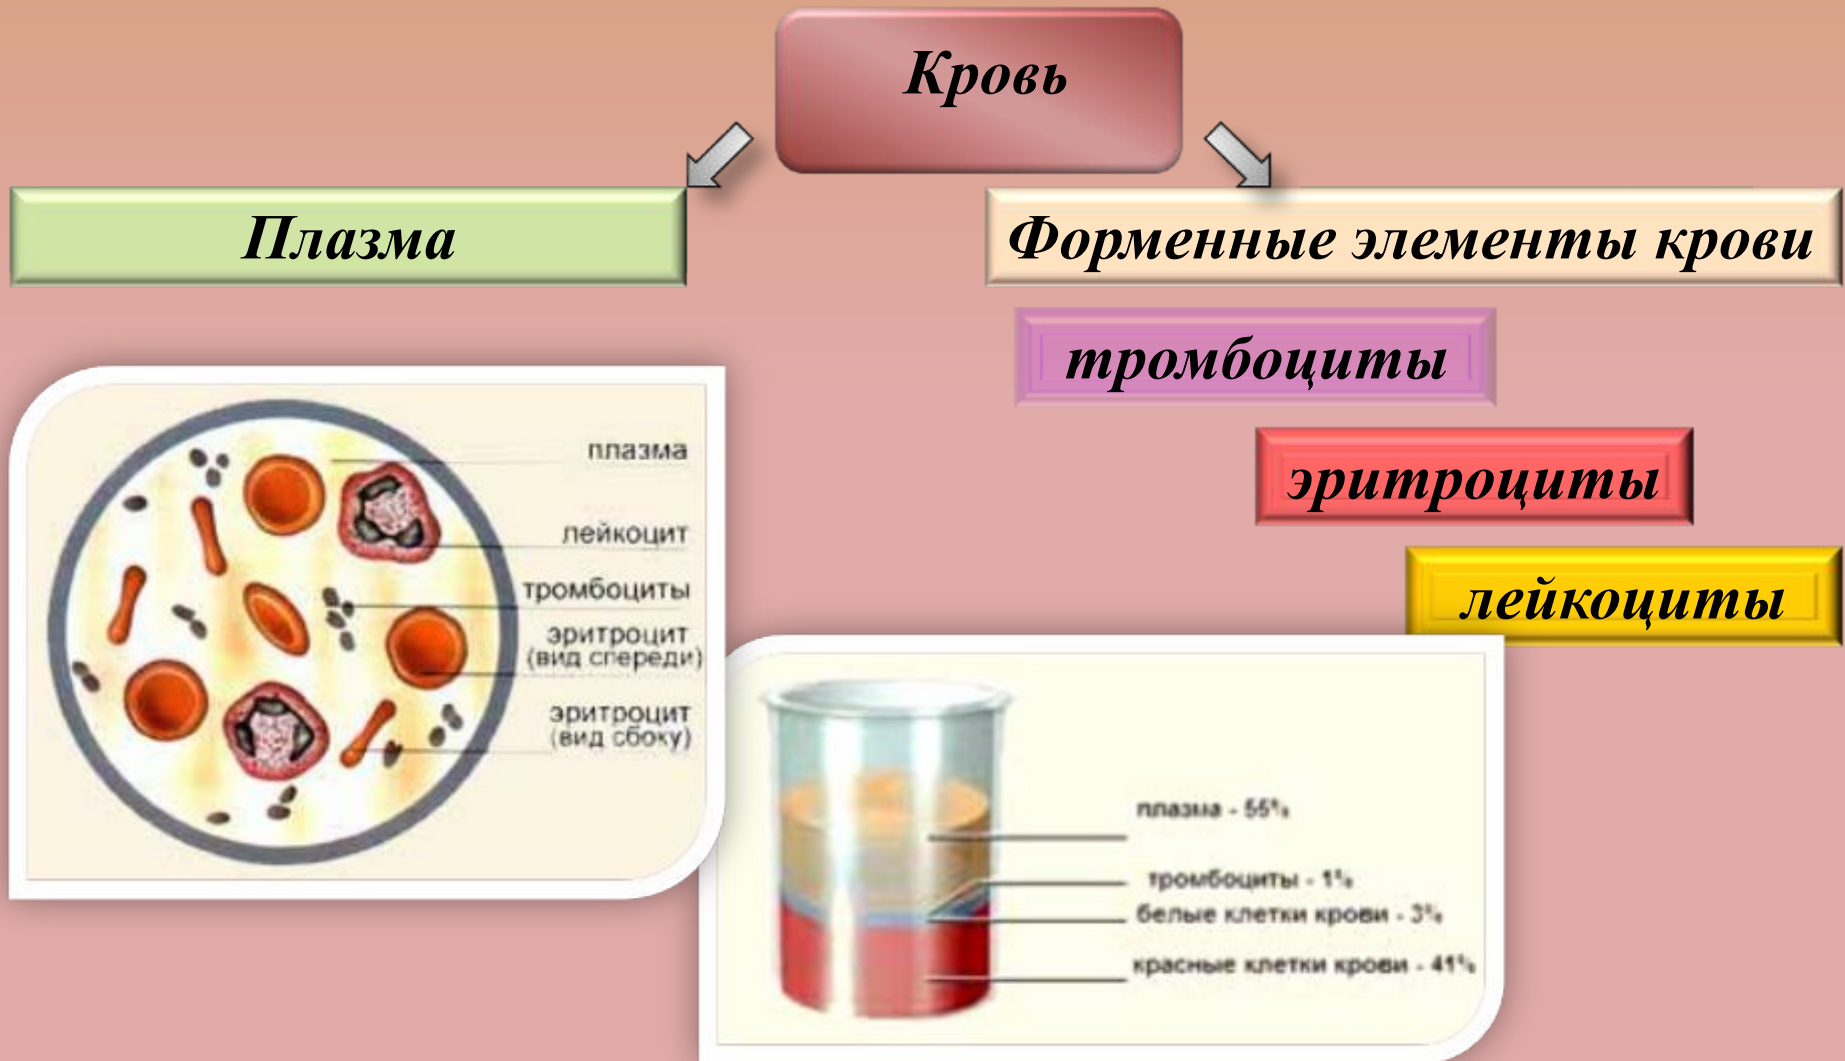 Кровь
Плазма
Форменные элементы крови
тромбоциты
эритроциты
лейкоциты
плазма
лейкоцит
тромбоциты
эритроцит
(вид спереди)
эритроцит
(вид сбоку)
плазма - 55%
тромбоциты - 1%
белые клетки крови - 3%
красные клетки крови - 41%